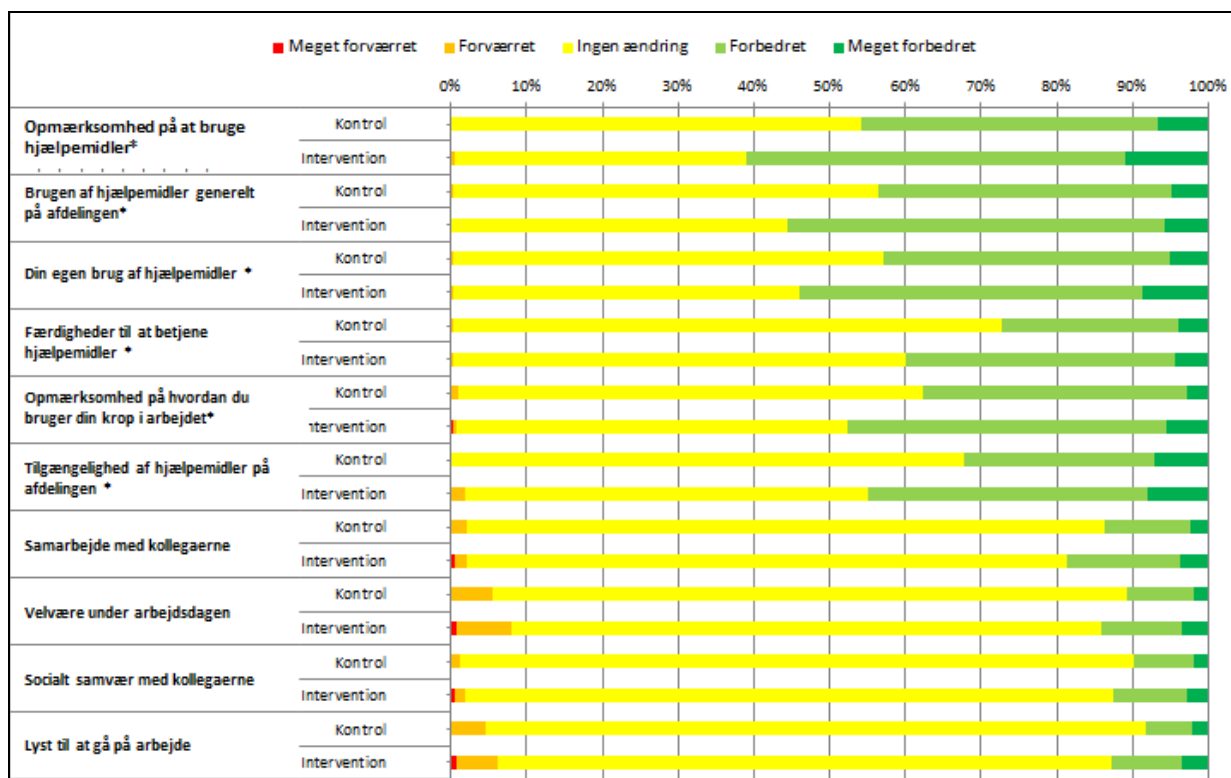 Meget forværret Forværret Ingen ændring Forbedret Meget forbedret
0% 10% 20% 30% 40% 50% 60% 70% 80% 90% 100%
Opmærksomhed på at bruge
hjælpemidler*
Kontrol
Intervention
Brugen af hjælpemidler generelt
på afdelingen*
Kontrol
Intervention
Din egen brug af hjælpemidler *
Kontrol
Intervention
Færdigheder til at betjene
hjælpemidler *
Kontrol
Intervention
Opmærksomhed på hvordan du
bruger din krop i arbejdet*
Kontrol
ntervention
Tilgængelighed af hjælpemidler på
afdelingen *
Kontrol
Intervention
Samarbejde med kollegaerne
Kontrol
Intervention
Velvære under arbejdsdagen
Kontrol
Intervention
Socialt samvær med kollegaerne
Kontrol
Intervention
Lyst til at gå på arbejde
Kontrol
Intervention